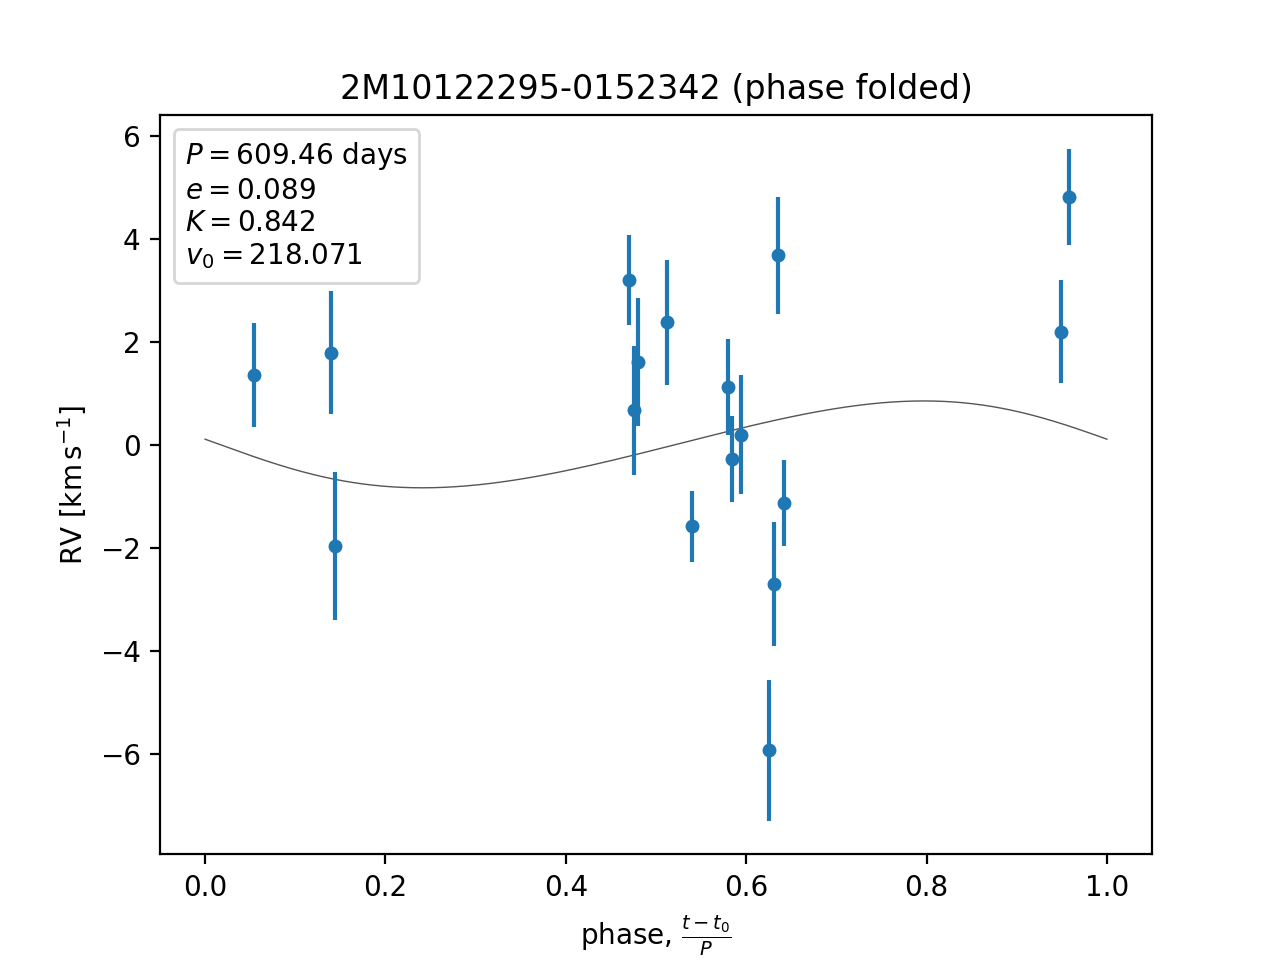 2M10122295-0152342 (phase folded)
P = 609.46 days
e = 0.089
K = 0.842
v₀ = 218.071
6
4
2
0
−2
−4
−6
RV [km s⁻¹]
0.0 0.2 0.4 0.6 0.8 1.0
phase, (t − t₀)/P